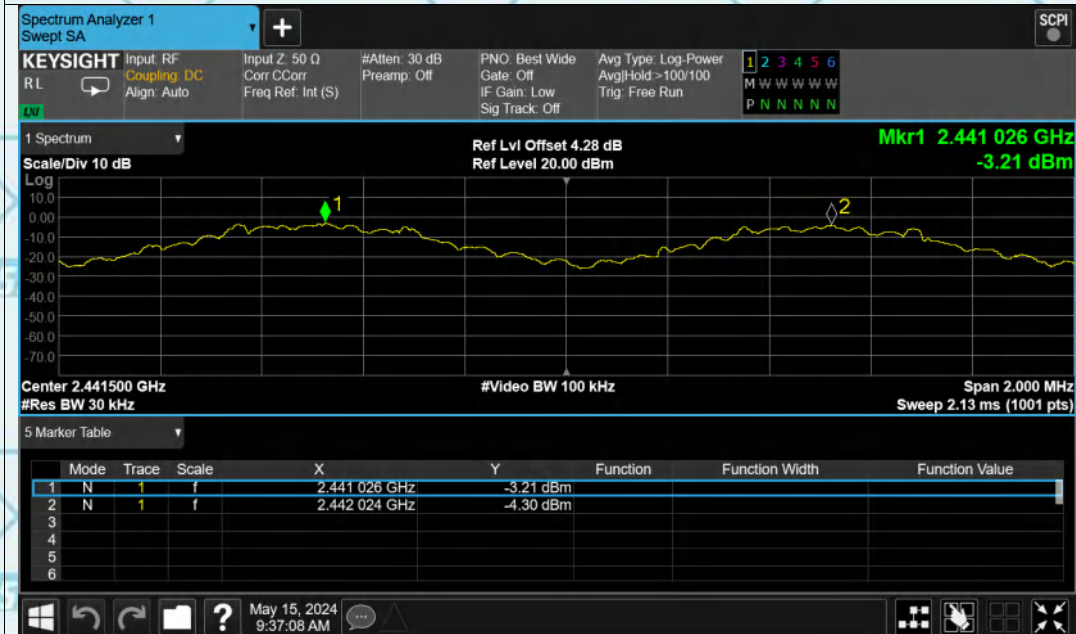 Spectrum Analyzer 1
Swept SA
+
SCPI
KEYSIGHT Input: RF Input Z: 50 Ω #Atten: 30 dB PNO: Best Wide Avg Type: Log-Power 1 2 3 4 5 6
RL Coupling: DC Corr CCorr Preamp: Off Gate: Off Avg|Hold:>100/100 M W W W W W
Align: Auto Freq Ref: Int (S) IF Gain: Low Trig: Free Run
LXI Sig Track: Off P N N N N N
1 Spectrum Ref Lvl Offset 4.28 dB Mkr1 2.441 026 GHz
Scale/Div 10 dB Ref Level 20.00 dBm -3.21 dBm
Log
10.0
1 2
0.00
-10.0
-20.0
-30.0
-40.0
-50.0
-60.0
-70.0
Center 2.441500 GHz #Video BW 100 kHz Span 2.000 MHz
#Res BW 30 kHz Sweep 2.13 ms (1001 pts)
5 Marker Table
Mode Trace Scale X Y Function Function Width Function Value
1 N 1 f 2.441 026 GHz -3.21 dBm
2 N 1 f 2.442 024 GHz -4.30 dBm
3
4
5
6
? May 15, 2024
9:37:08 AM